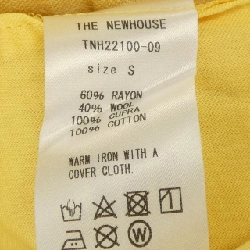 THE NEWHOUSE
TNH22100-09
size S
60% RAYON
40% WOOL
100% CUPRA
100% COTTON
WARM IRON WITH A
COVER CLOTH.